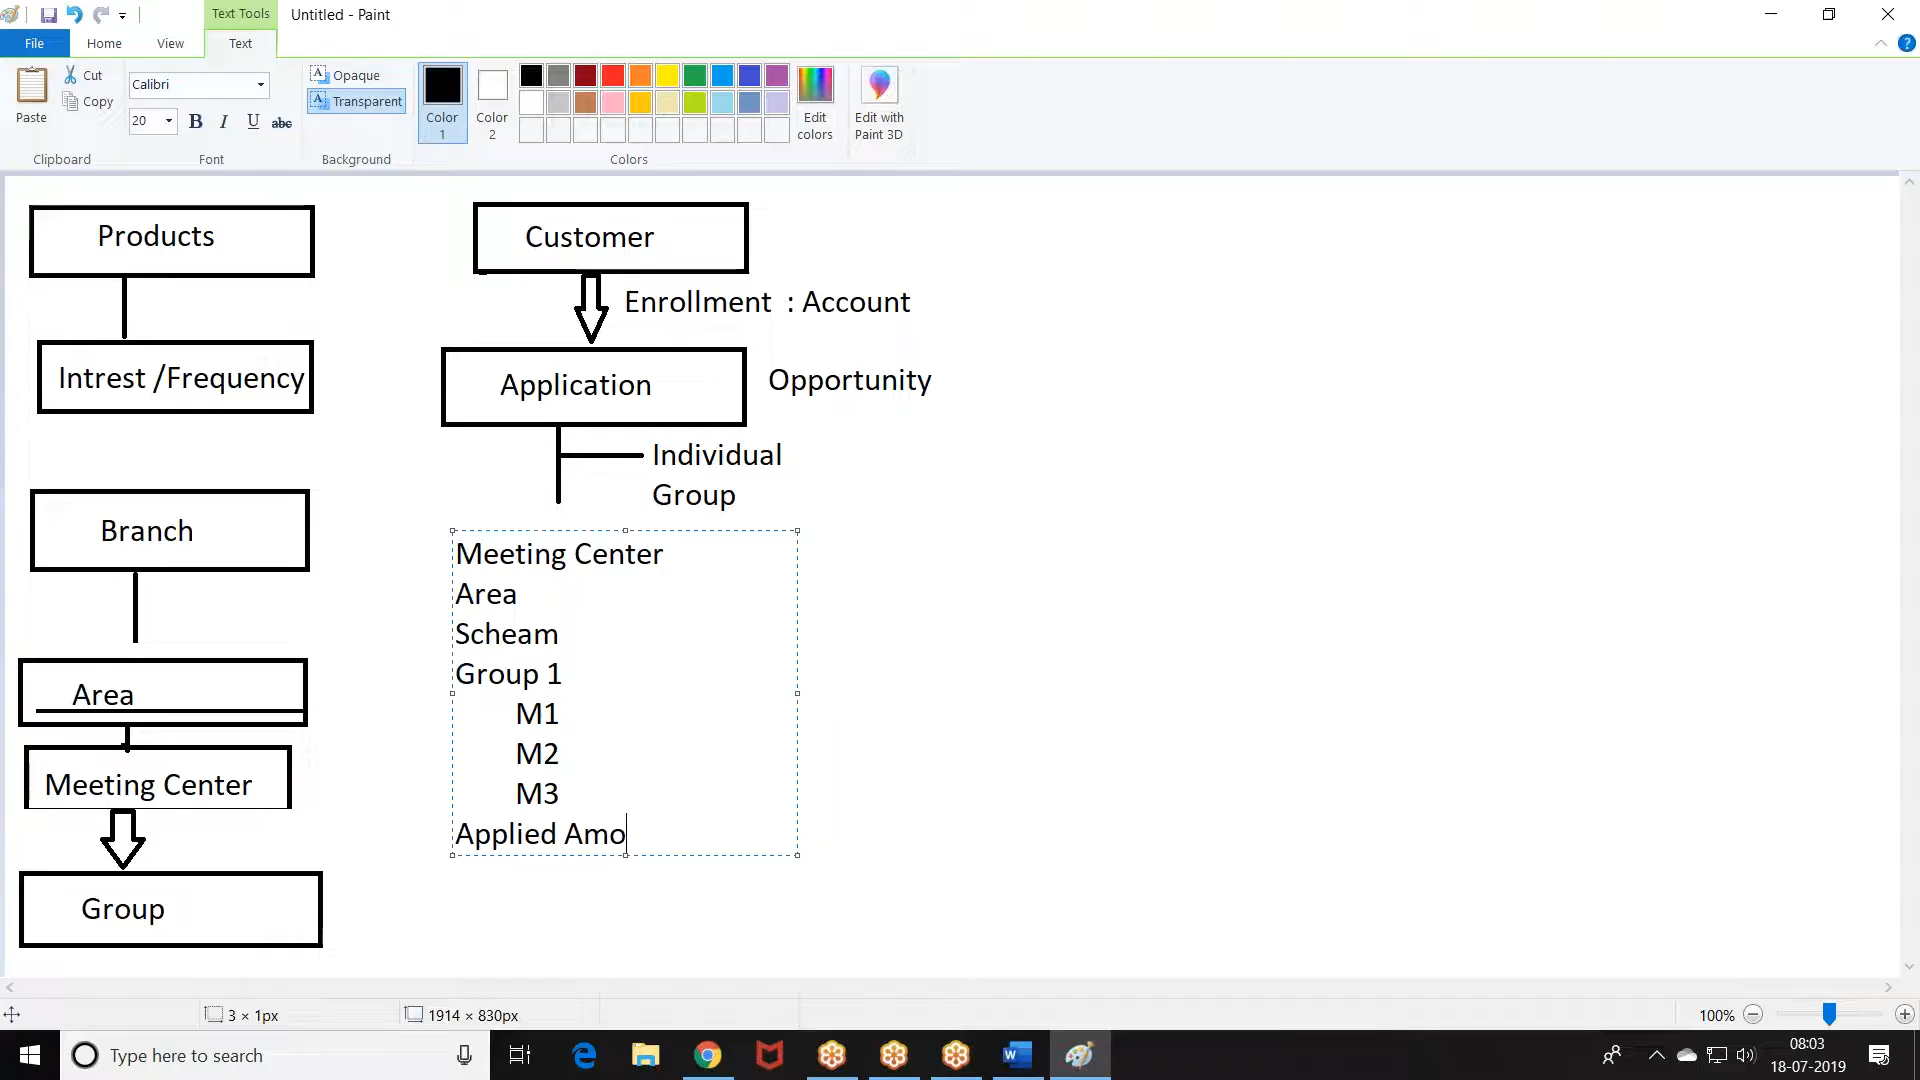 Text Tools
Untitled - Paint
File
Home
View
Text
Paste
Cut
Copy
Clipboard
Calibri
20
B I U abc
Font
Opaque
Transparent
Background
Color 1
Color 2
Colors
Edit colors
Edit with Paint 3D
Products
Intrest /Frequency
Branch
Area
Meeting Center
Group
Customer
Enrollment : Account
Application
Opportunity
Individual
Group
Meeting Center
Area
Scheam
Group 1
M1
M2
M3
Applied Amo
3 × 1px
1914 × 830px
100%
Type here to search
08:03
18-07-2019